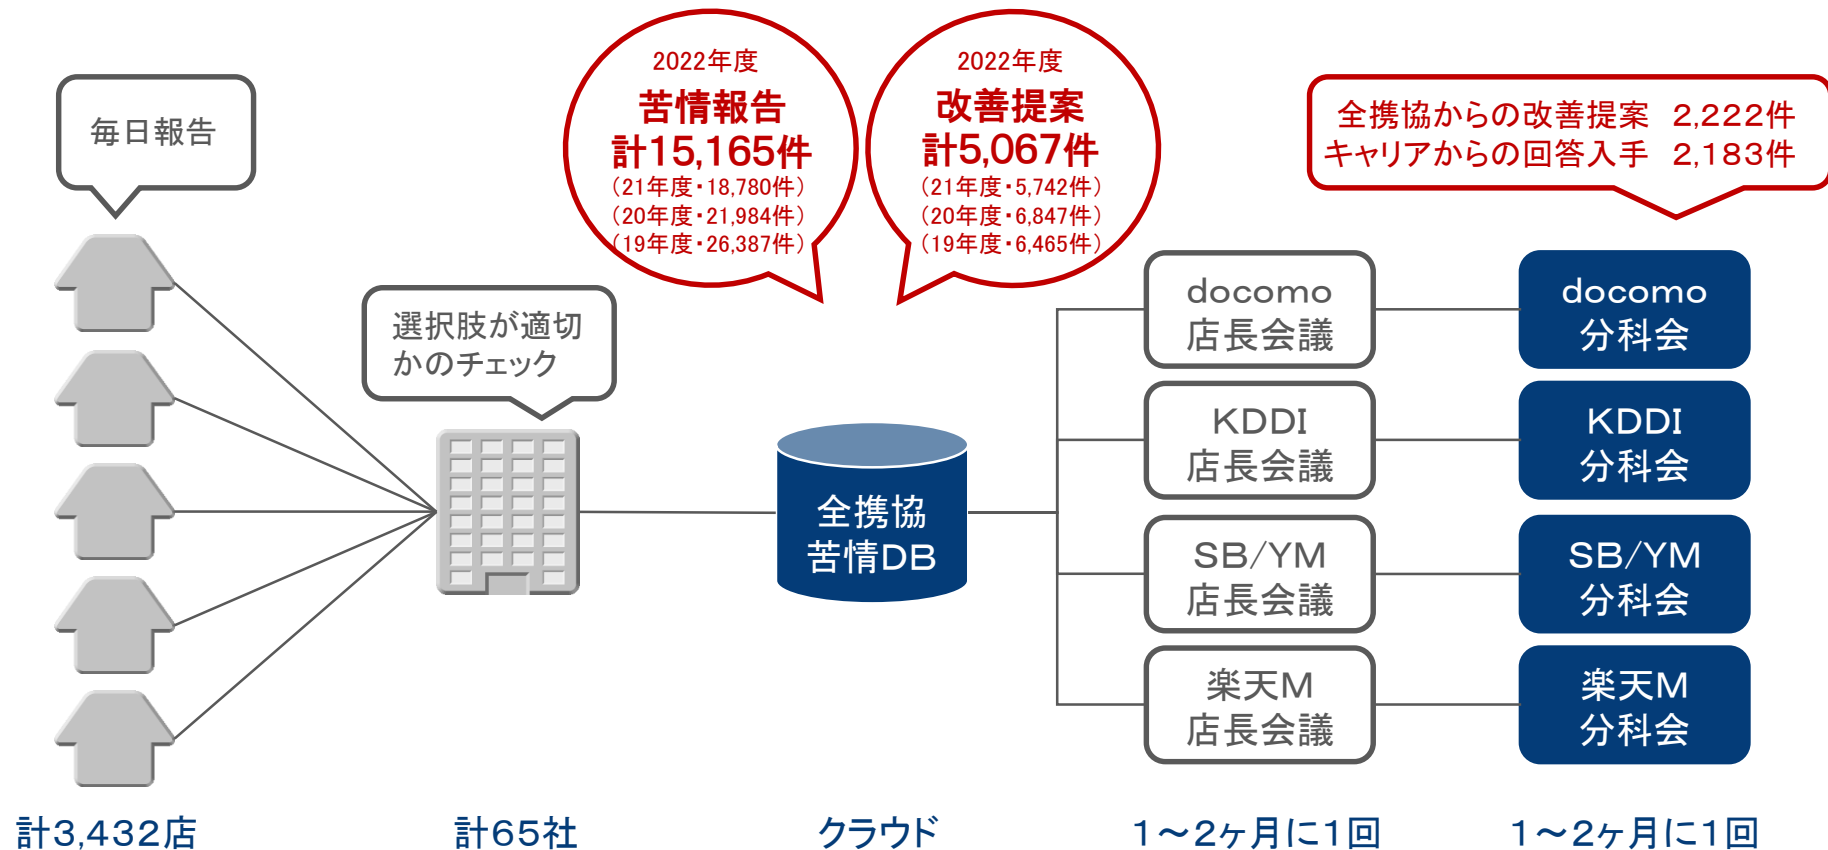 毎日報告
選択肢が適切
かのチェック
2022年度
苦情報告
計15,165件
（21年度・18,780件）
（20年度・21,984件）
（19年度・26,387件）
2022年度
改善提案
計5,067件
（21年度・5,742件）
（20年度・6,847件）
（19年度・6,465件）
全携協からの改善提案　2,222件
キャリアからの回答入手　2,183件
全携協
苦情DB
docomo
店長会議
docomo
分科会
KDDI
店長会議
KDDI
分科会
SB/YM
店長会議
SB/YM
分科会
楽天M
店長会議
楽天M
分科会
計3,432店
計65社
クラウド
1～2ヶ月に1回
1～2ヶ月に1回